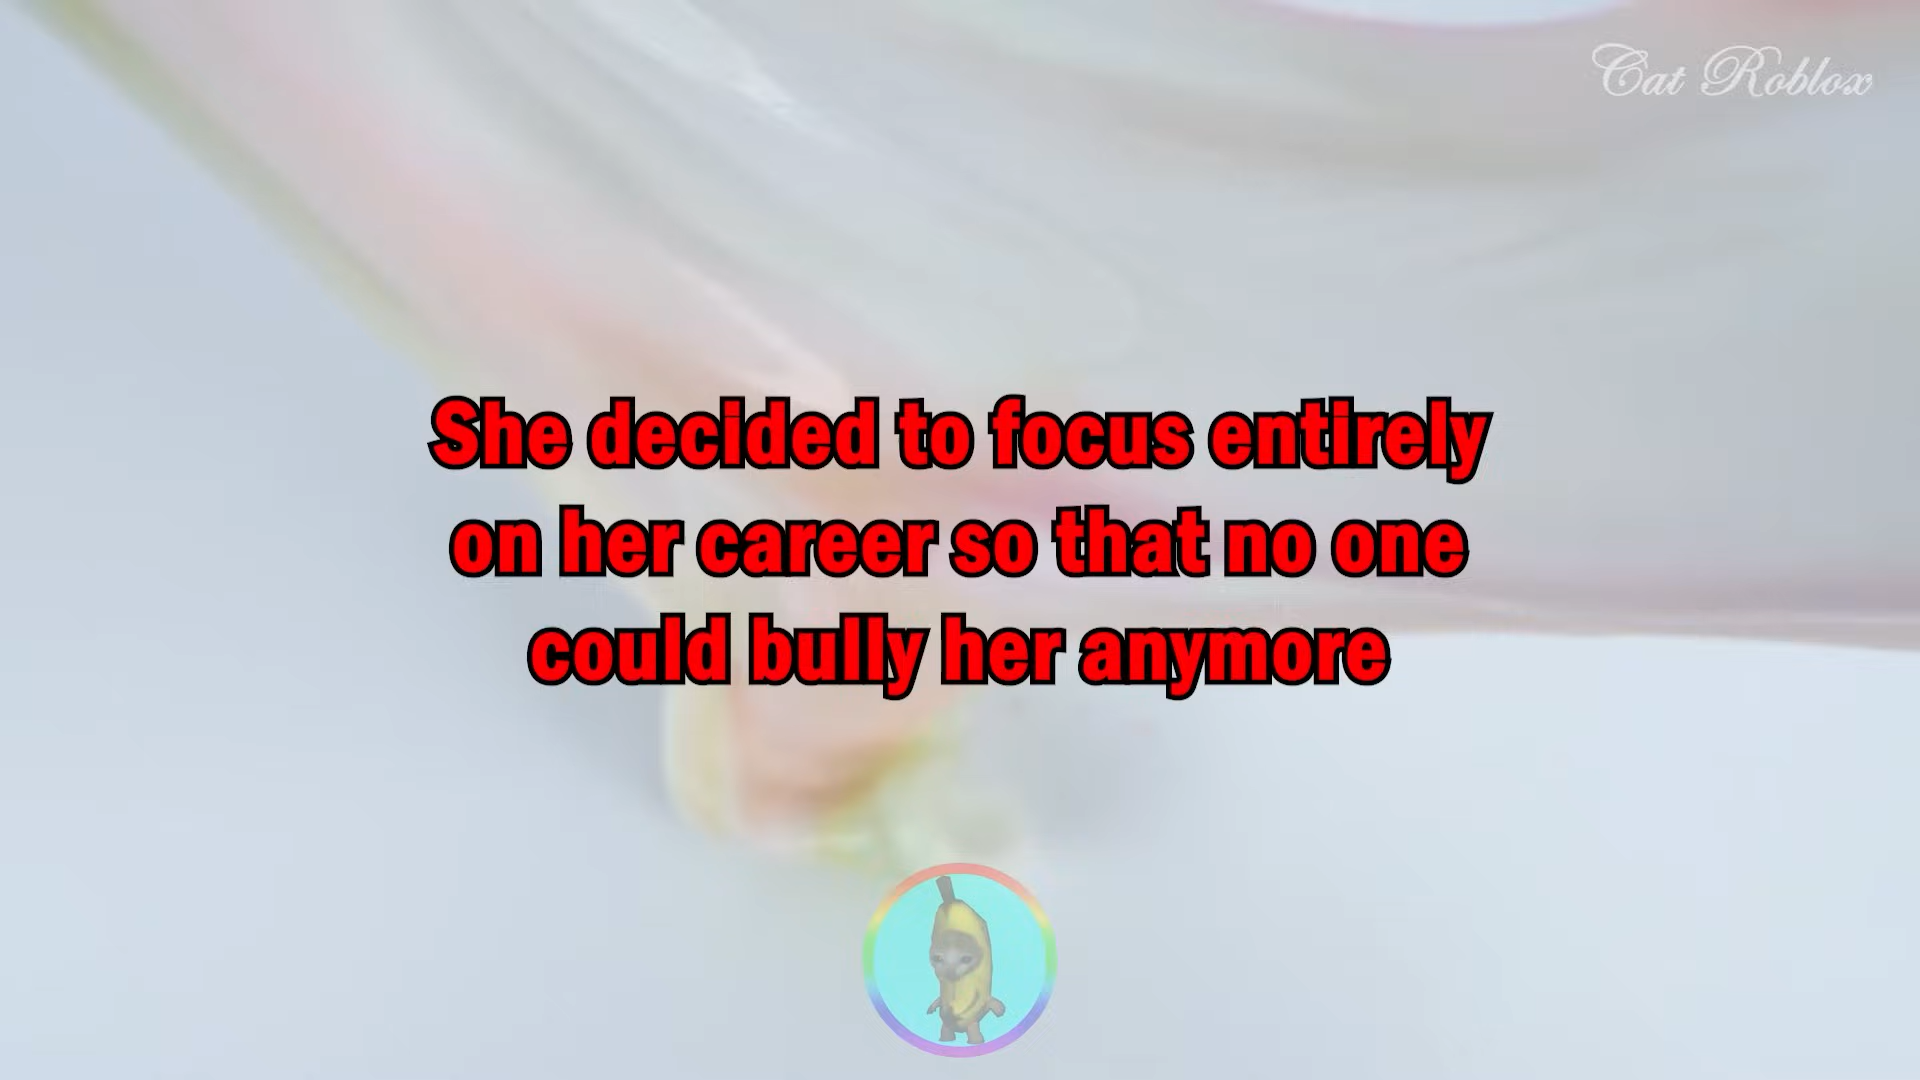 Cat Roblox
She decided to focus entirely
on her career so that no one
could bully her anymore